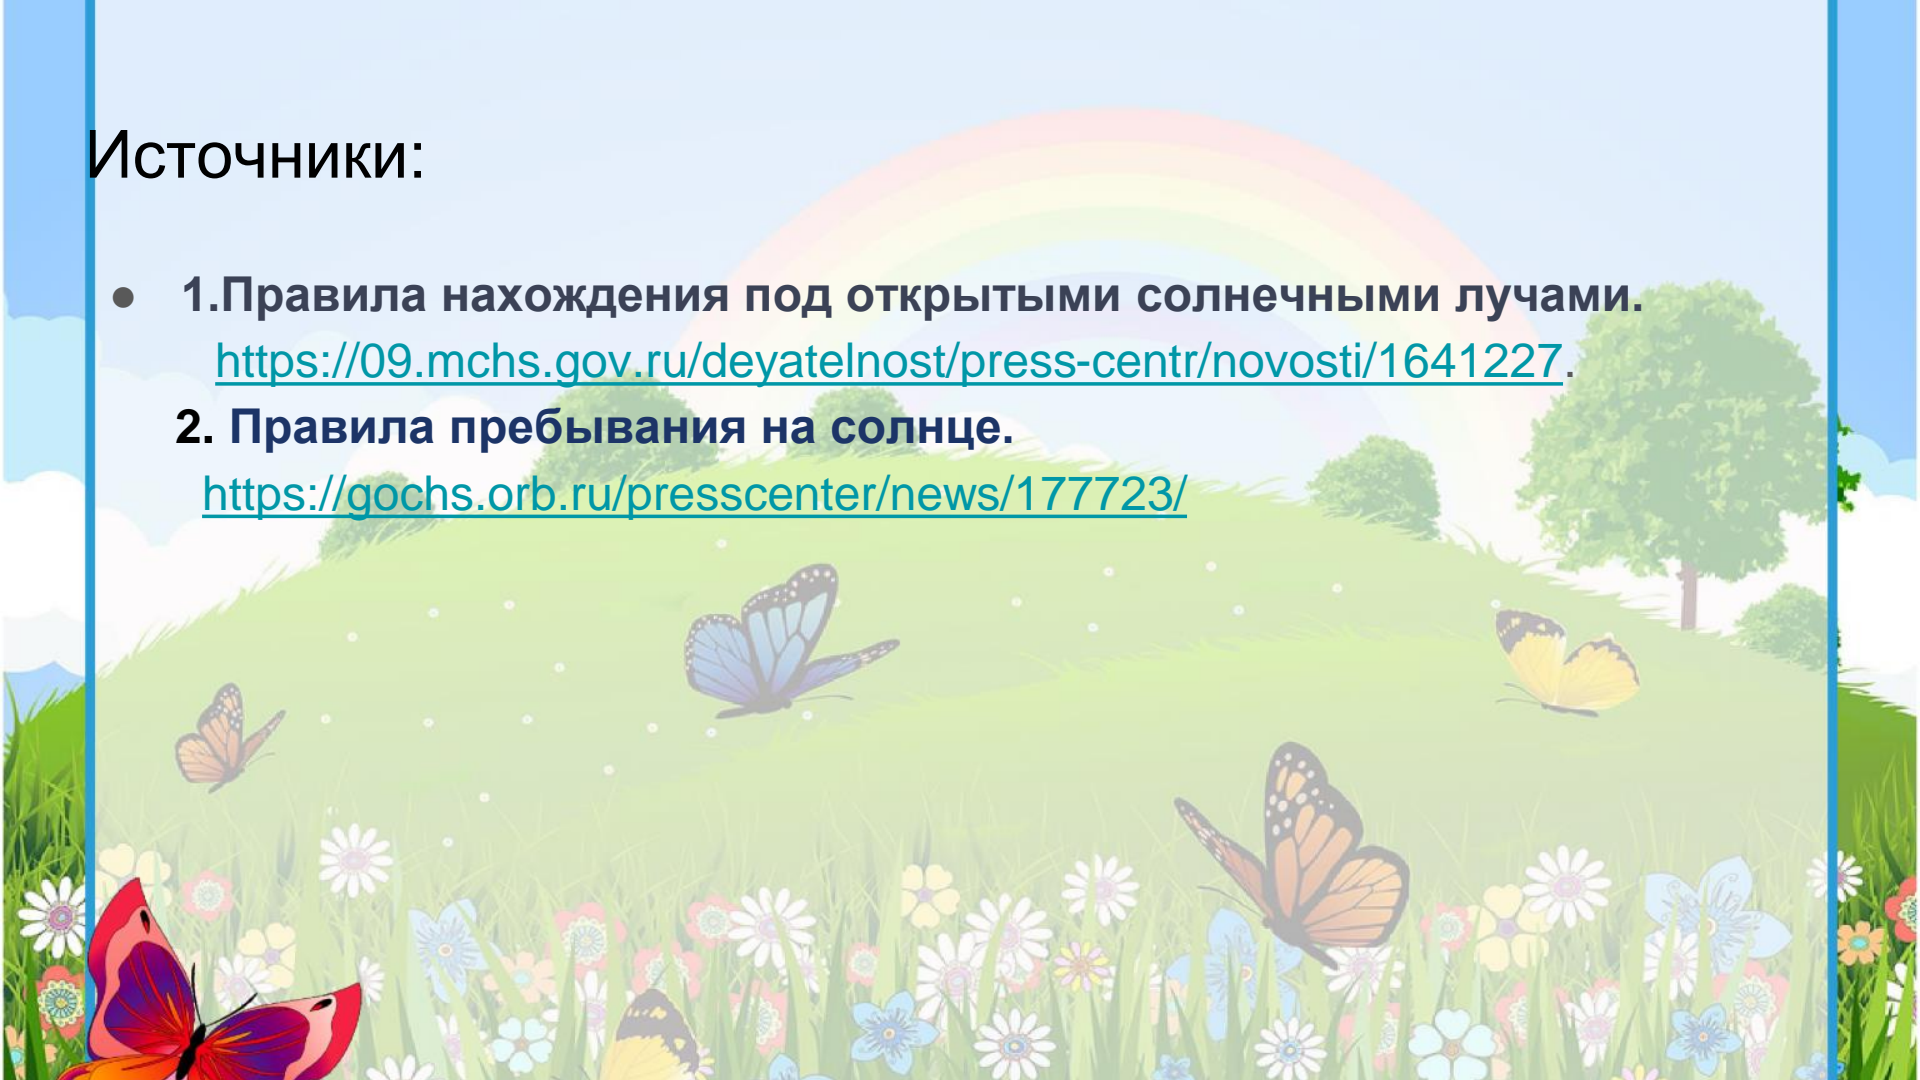 Источники:
● 1.Правила нахождения под открытыми солнечными лучами.
https://09.mchs.gov.ru/deyatelnost/press-centr/novosti/1641227.
2. Правила пребывания на солнце.
https://gochs.orb.ru/presscenter/news/177723/